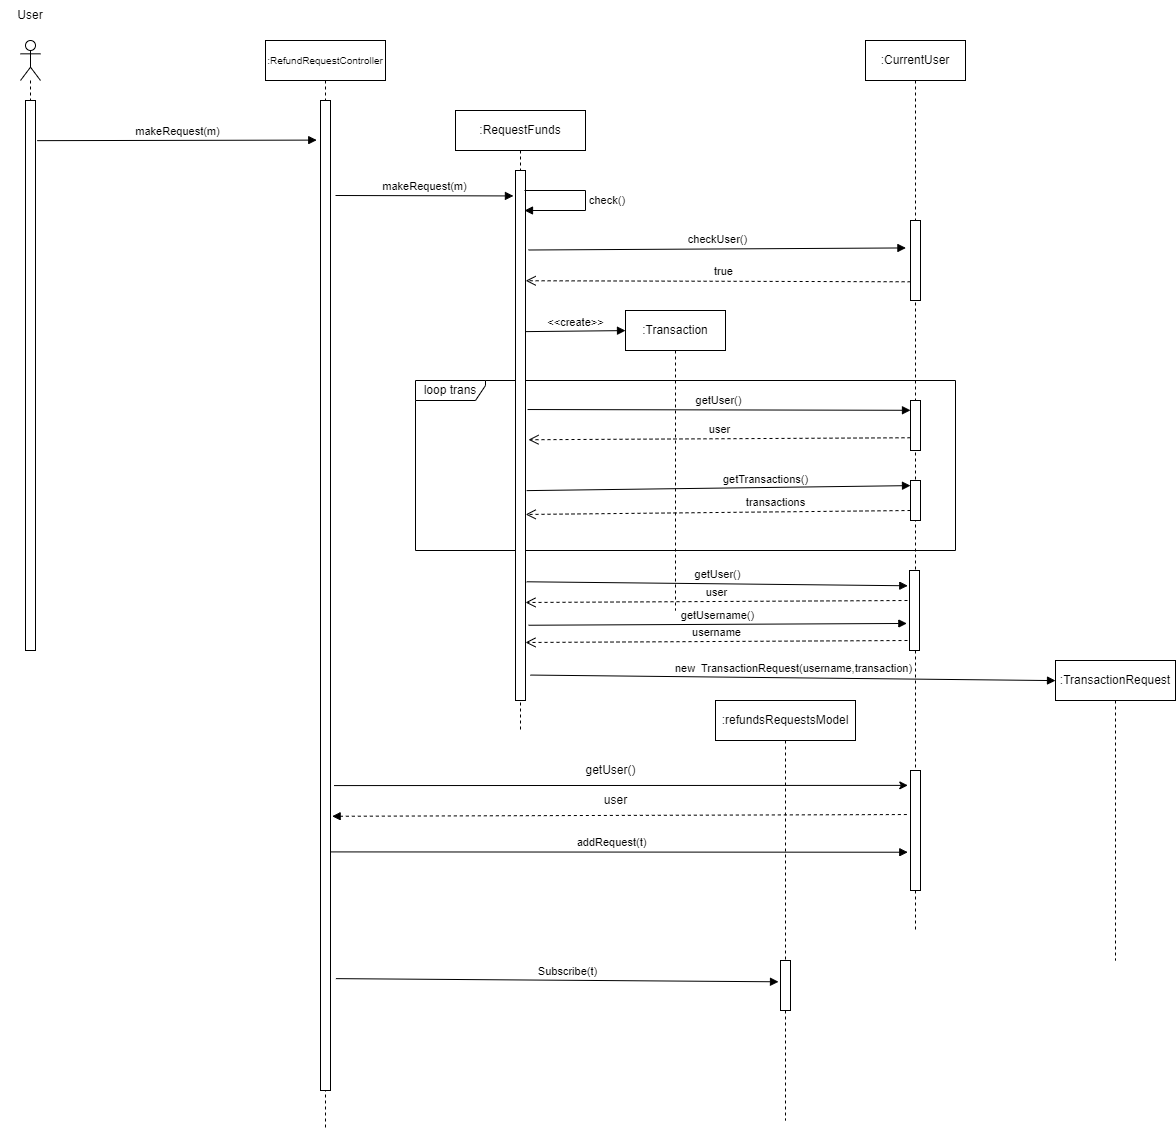 User
:RefundRequestController
:CurrentUser
:RequestFunds
makeRequest(m)
makeRequest(m)
check()
checkUser()
true
<<create>>
:Transaction
loop trans
getUser()
user
getTransactions()
transactions
getUser()
user
getUsername()
username
new  TransactionRequest(username,transaction)
:TransactionRequest
:refundsRequestsModel
getUser()
user
addRequest(t)
Subscribe(t)